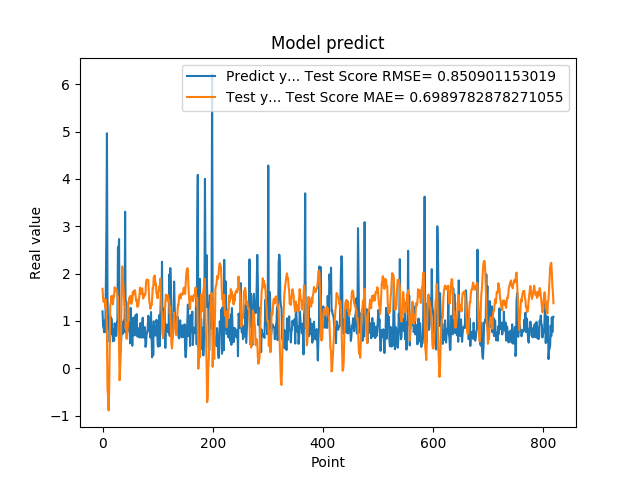 Model predict
Predict y... Test Score RMSE= 0.850901153019
Test y... Test Score MAE= 0.6989782878271055
Real value
6
5
4
3
2
1
0
−1
0 200 400 600 800
Point